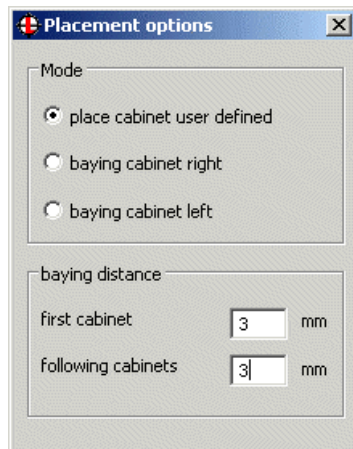 Placement options
Mode
place cabinet user defined
baying cabinet right
baying cabinet left
baying distance
first cabinet 3 mm
following cabinets 3 mm